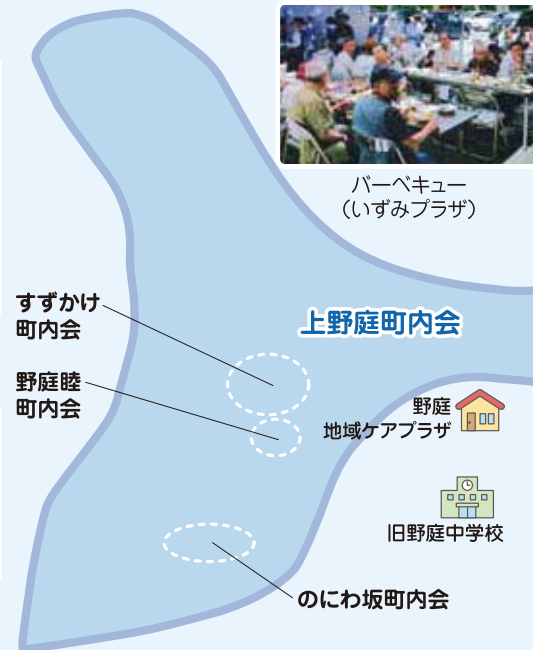 バーベキュー
（いずみプラザ）
すずかけ
町内会
上野庭町内会
野庭睦
町内会
野庭
地域ケアプラザ
旧野庭中学校
のにわ坂町内会